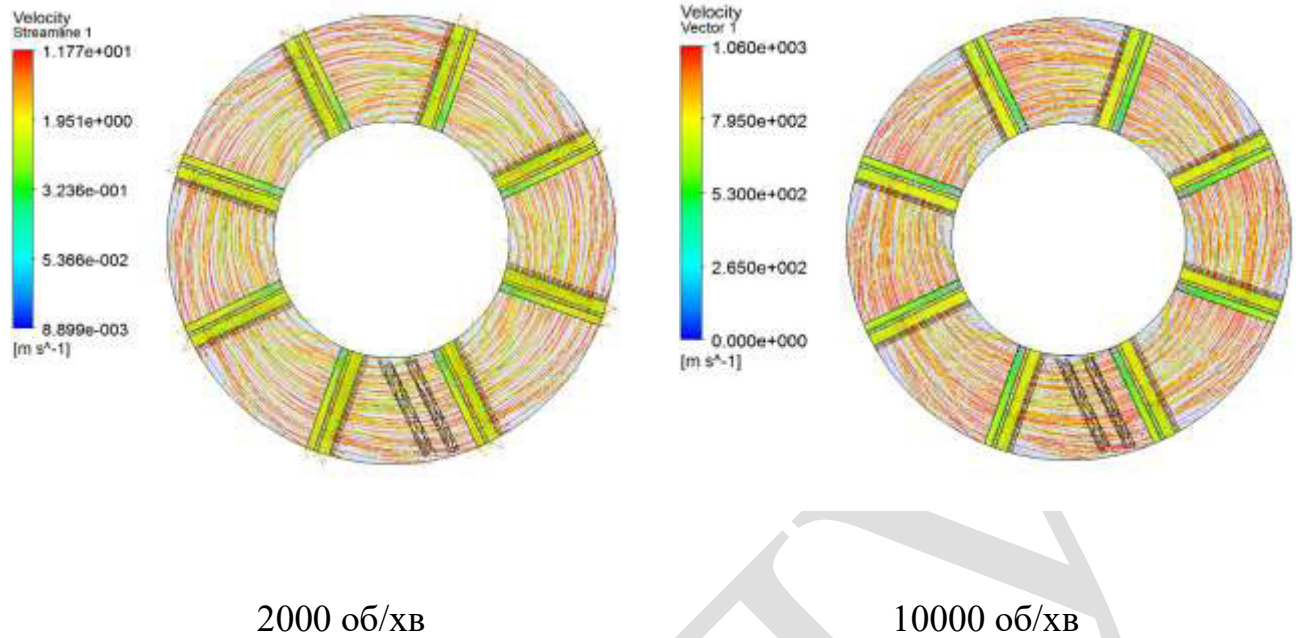 Velocity
Streamline 1
1.177e+001
1.951e+000
3.236e-001
5.366e-002
8.899e-003
[m s^-1]
Velocity
Vector 1
1.060e+003
7.950e+002
5.300e+002
2.650e+002
0.000e+000
[m s^-1]
2000 об/хв
10000 об/хв